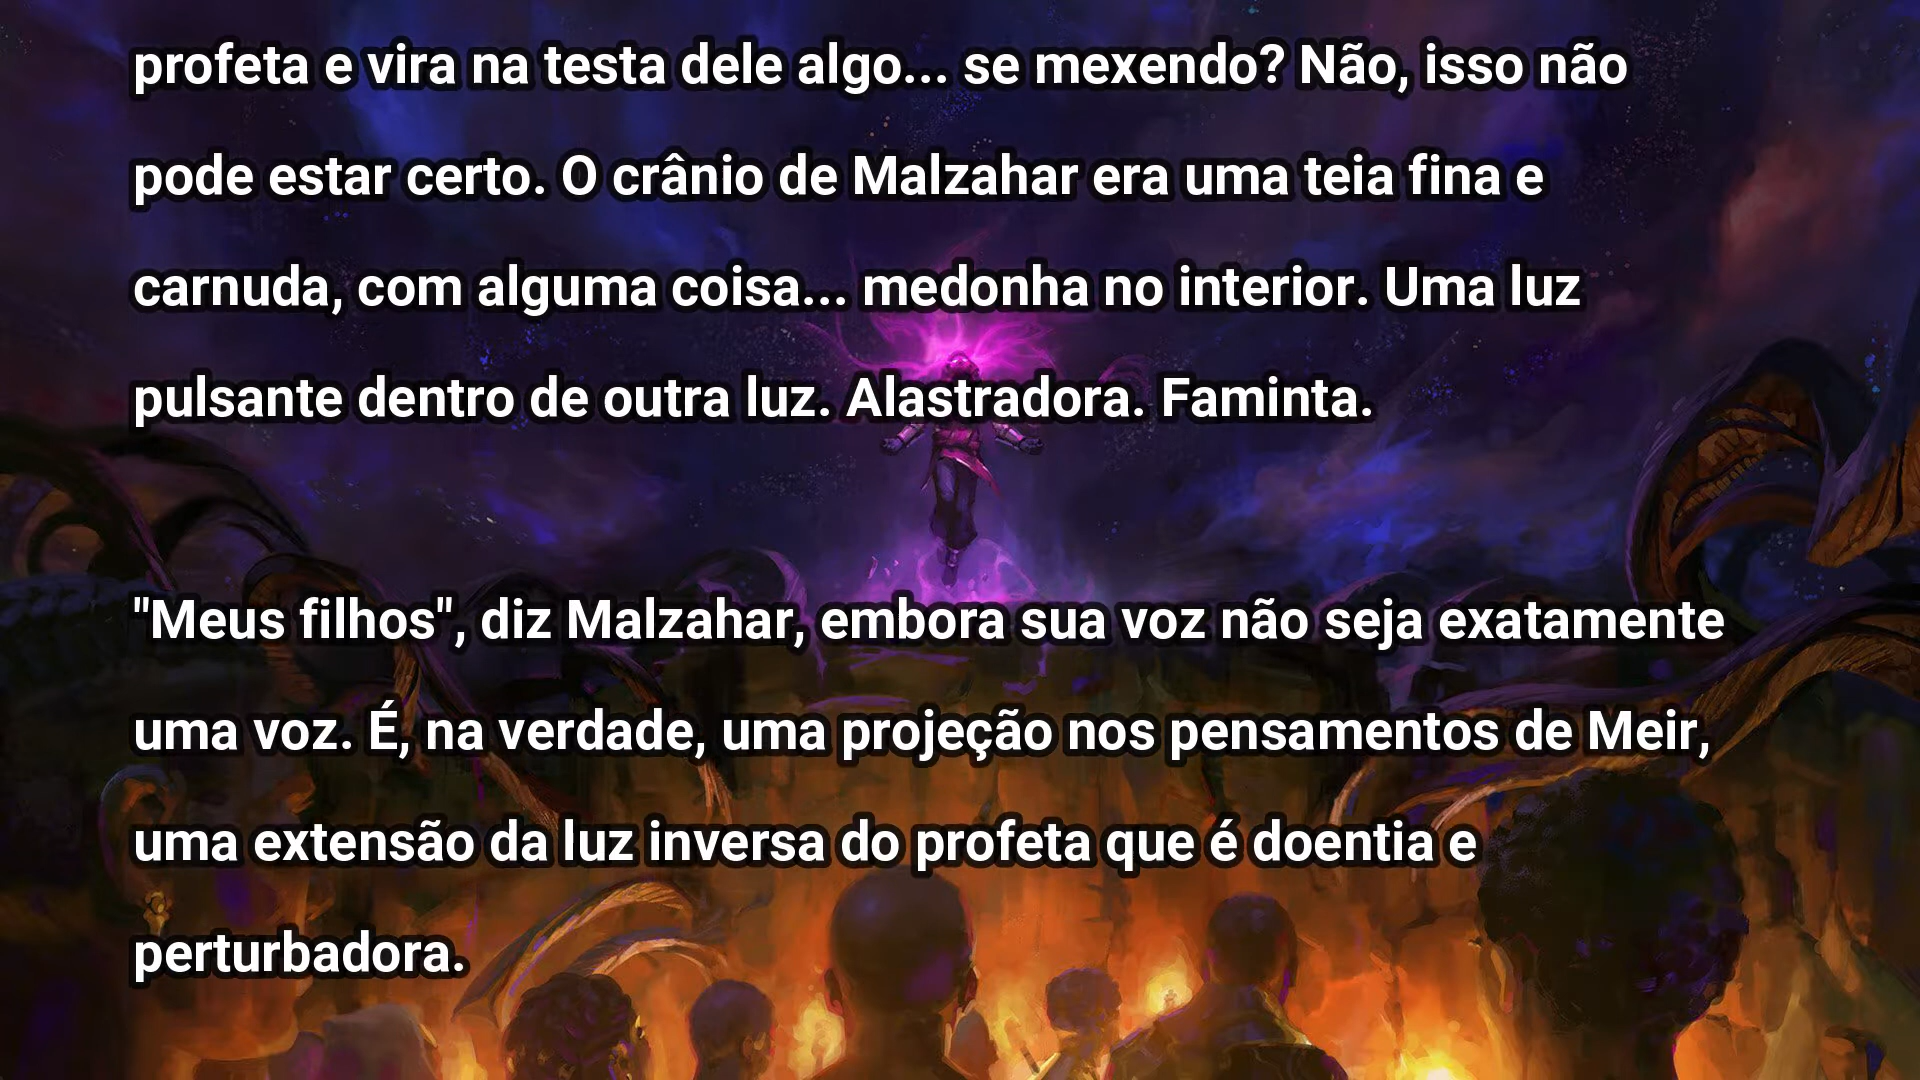 profeta e vira na testa dele algo... se mexendo? Não, isso não
pode estar certo. O crânio de Malzahar era uma teia fina e
carnuda, com alguma coisa... medonha no interior. Uma luz
pulsante dentro de outra luz. Alastradora. Faminta.
"Meus filhos", diz Malzahar, embora sua voz não seja exatamente
uma voz. É, na verdade, uma projeção nos pensamentos de Meir,
uma extensão da luz inversa do profeta que é doentia e
perturbadora.